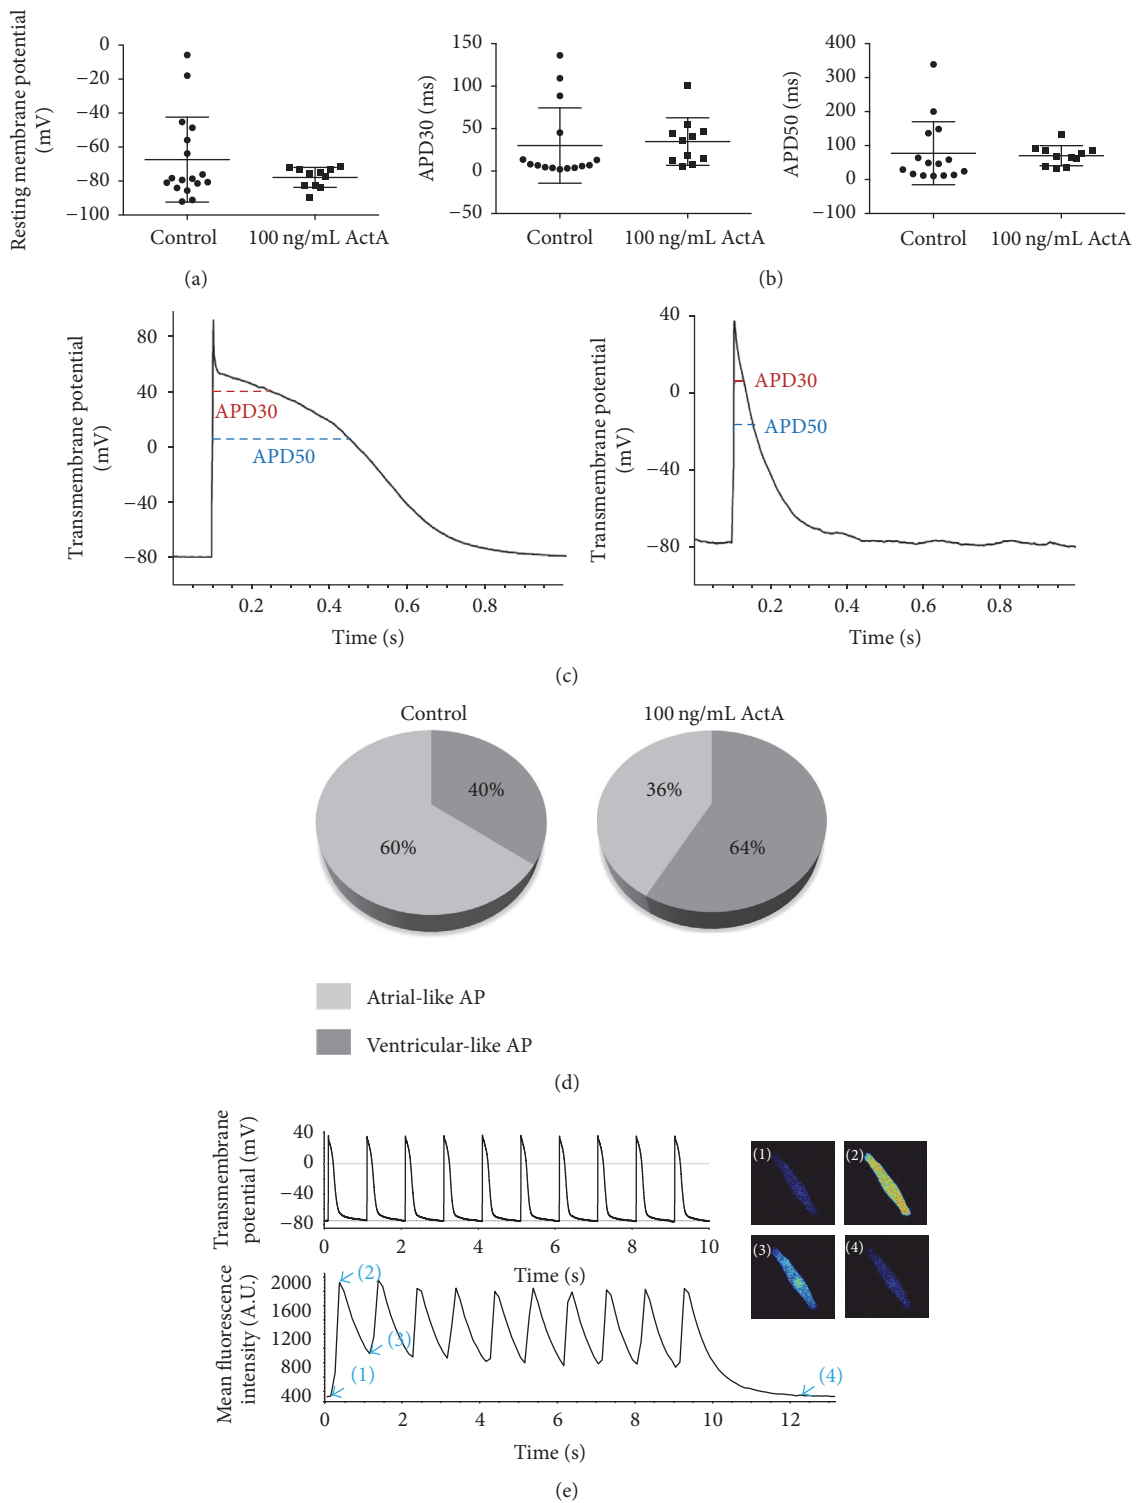 Resting membrane potential
(mV)
0
−20
−40
−60
−80
−100
Control
100 ng/mL ActA
(a)
APD30 (ms)
150
100
50
0
−50
Control
100 ng/mL ActA
APD50 (ms)
400
300
200
100
0
−100
Control
100 ng/mL ActA
(b)
Transmembrane potential
(mV)
80
40
0
−40
−80
APD30
APD50
0.2
0.4
0.6
0.8
Time (s)
Transmembrane potential
(mV)
40
0
−40
−80
APD30
APD50
0.2
0.4
0.6
0.8
Time (s)
(c)
Control
40%
60%
100 ng/mL ActA
36%
64%
Atrial-like AP
Ventricular-like AP
(d)
Transmembrane
potential (mV)
40
0
−40
−80
0
2
4
6
8
10
Time (s)
Mean fluorescence
intensity (A.U.)
2000
1600
1200
800
400
(1)
(2)
(3)
(4)
0
2
4
6
8
10
12
Time (s)
(1)
(2)
(3)
(4)
(e)